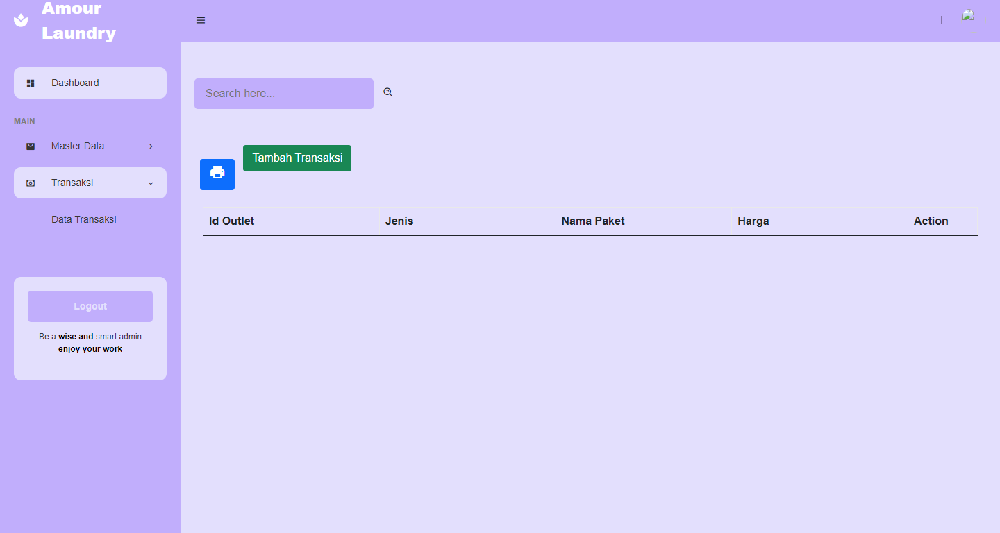 Amour
Laundry
Dashboard
MAIN
Master Data
Transaksi
Data Transaksi
Logout
Be a wise and smart admin
enjoy your work
Search here...
Tambah Transaksi
Id Outlet Jenis Nama Paket Harga Action